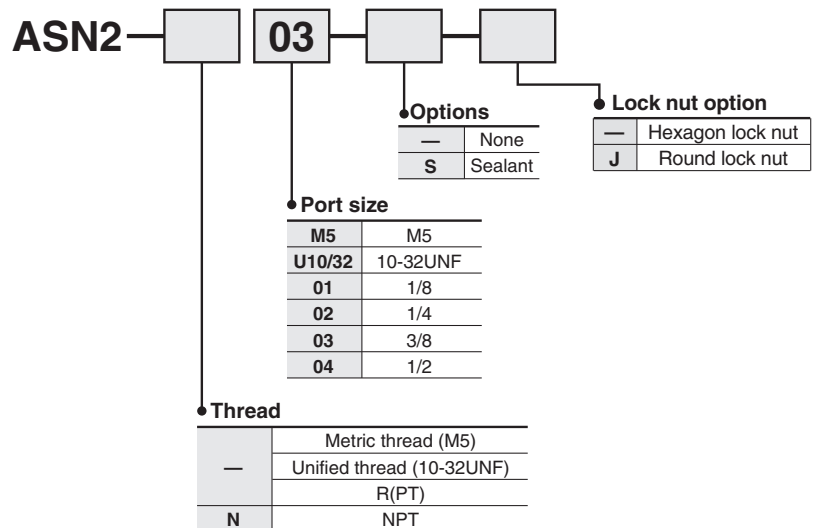 ASN2— 03 — —
Options
— None
S Sealant
Lock nut option
— Hexagon lock nut
J Round lock nut
Port size
M5 M5
U10/32 10-32UNF
01 1/8
02 1/4
03 3/8
04 1/2
Thread
Metric thread (M5)
— Unified thread (10-32UNF)
R(PT)
N NPT